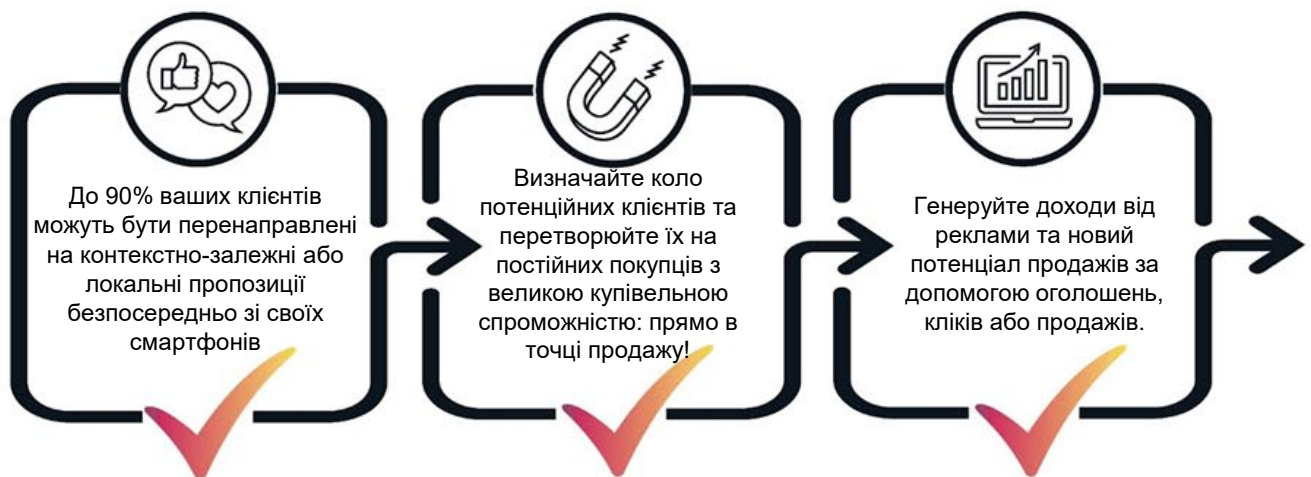 До 90% ваших клієнтів
можуть бути перенаправлені
на контекстно-залежні або
локальні пропозиції
безпосередньо зі своїх
смартфонів
Визначайте коло
потенційних клієнтів та
перетворюйте їх на
постійних покупців з
великою купівельною
спроможністю: прямо в
точці продажу!
Генеруйте доходи від
реклами та новий
потенціал продажів за
допомогою оголошень,
кліків або продажів.